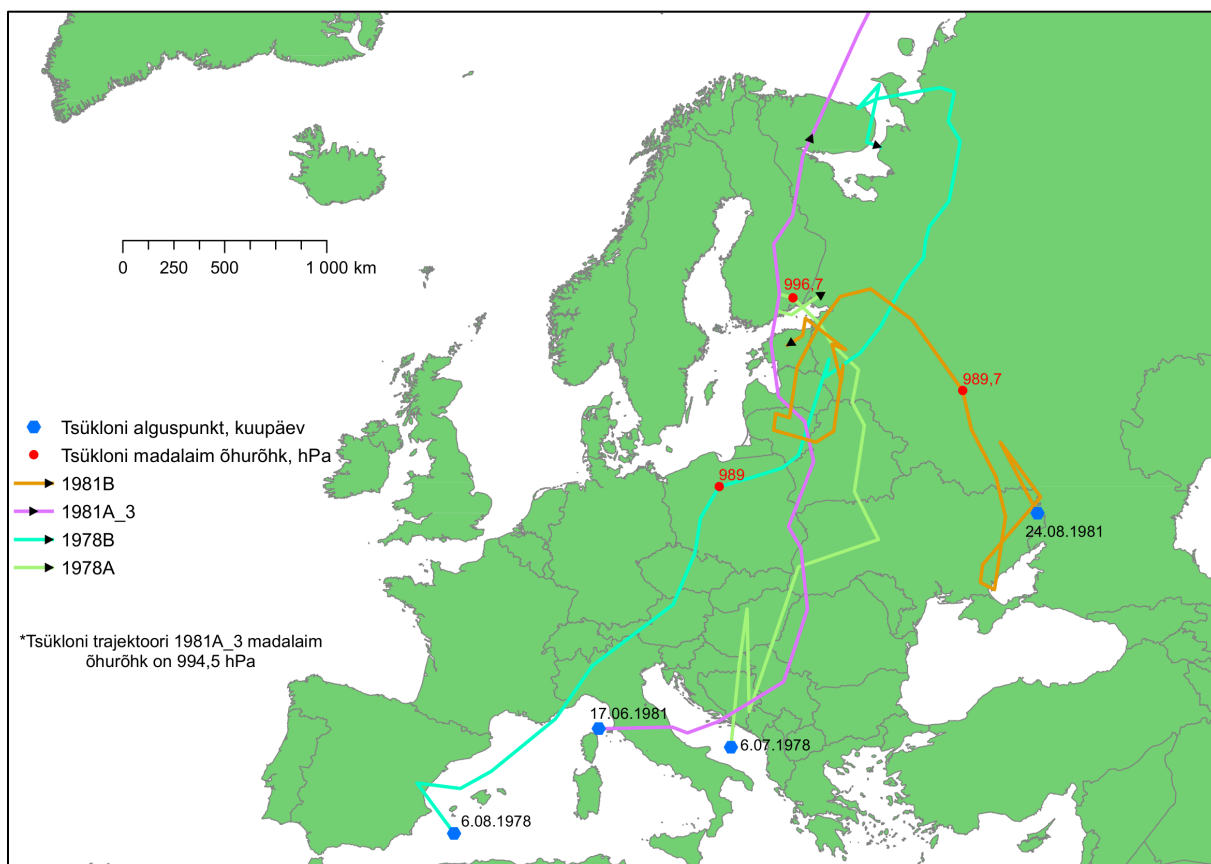 996,7
0 250 500 1 000 km
989,7
Tsükloni alguspunkt, kuupäev
Tsükloni madalaim õhurõhk, hPa
989
1981B
1981A_3
24.08.1981
1978B
1978A
*Tsükloni trajektoori 1981A_3 madalaim
õhurõhk on 994,5 hPa
17.06.1981
6.07.1978
6.08.1978